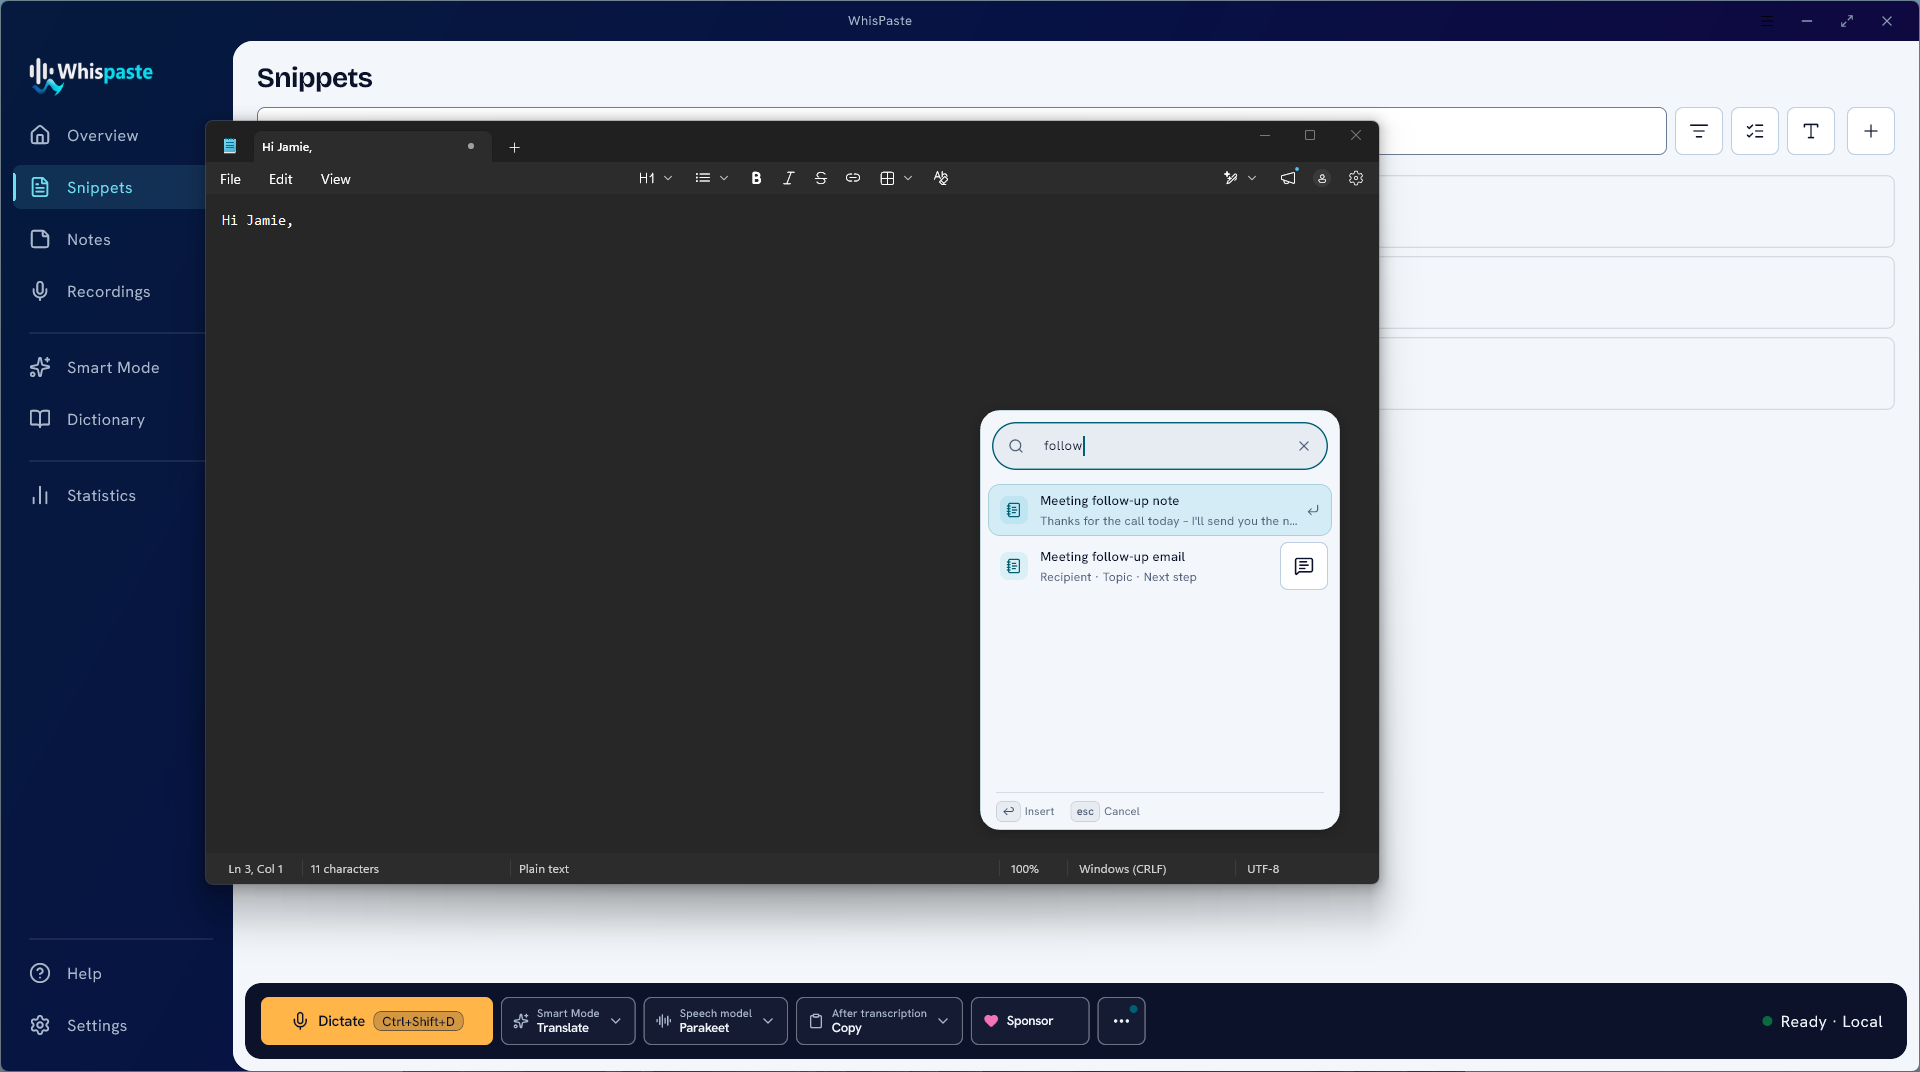 WhisPaste
Whispaste
Overview
Snippets
Notes
Recordings
Smart Mode
Dictionary
Statistics
Help
Settings
Snippets
Hi Jamie,
File Edit View
H1
Hi Jamie,
follow
Meeting follow-up note
Thanks for the call today – I'll send you the n...
Meeting follow-up email
Recipient · Topic · Next step
Insert esc Cancel
Ln 3, Col 1 11 characters Plain text 100% Windows (CRLF) UTF-8
Dictate Ctrl+Shift+D
Smart Mode
Translate
Speech model
Parakeet
After transcription
Copy
Sponsor
Ready · Local